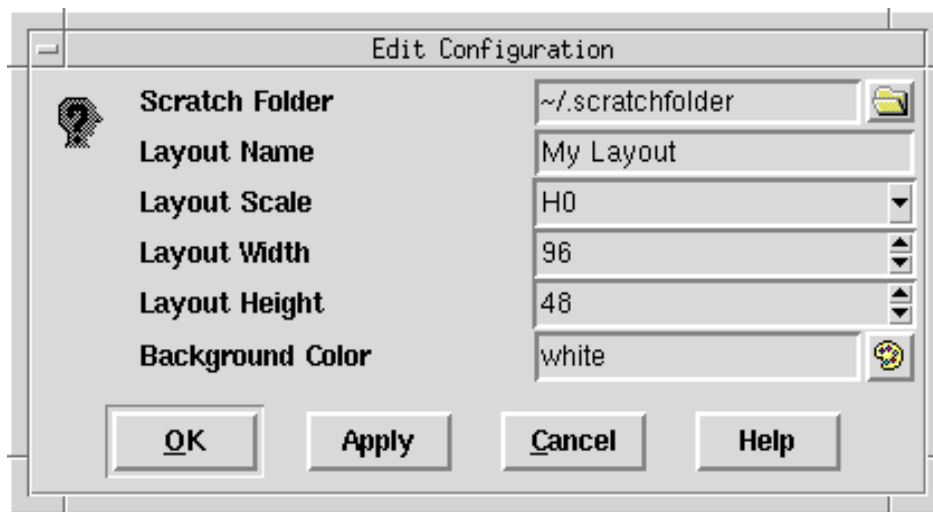 Edit Configuration
Scratch Folder ~/.scratchfolder
Layout Name My Layout
Layout Scale H0
Layout Width 96
Layout Height 48
Background Color white
OK Apply Cancel Help